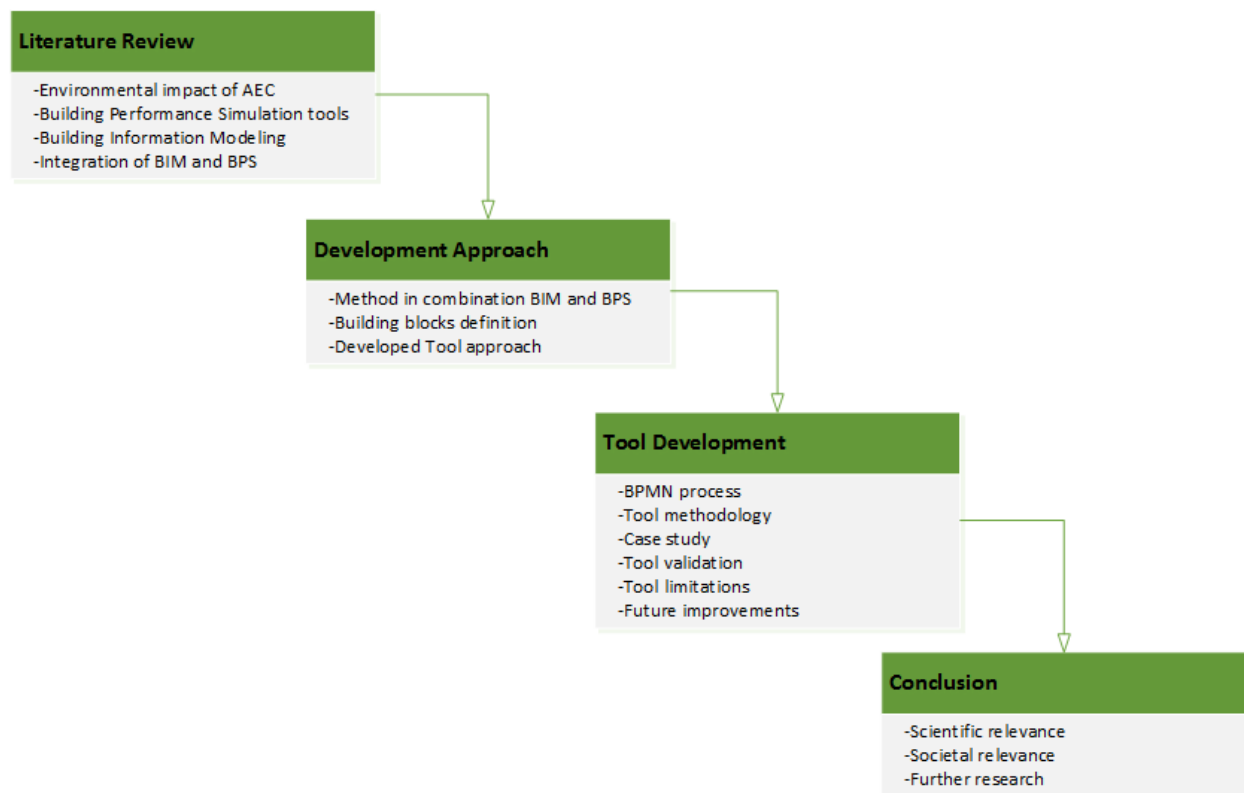 Literature Review
-Environmental impact of AEC
-Building Performance Simulation tools
-Building Information Modeling
-Integration of BIM and BPS
Development Approach
-Method in combination BIM and BPS
-Building blocks definition
-Developed Tool approach
Tool Development
-BPMN process
-Tool methodology
-Case study
-Tool validation
-Tool limitations
-Future improvements
Conclusion
-Scientific relevance
-Societal relevance
-Further research